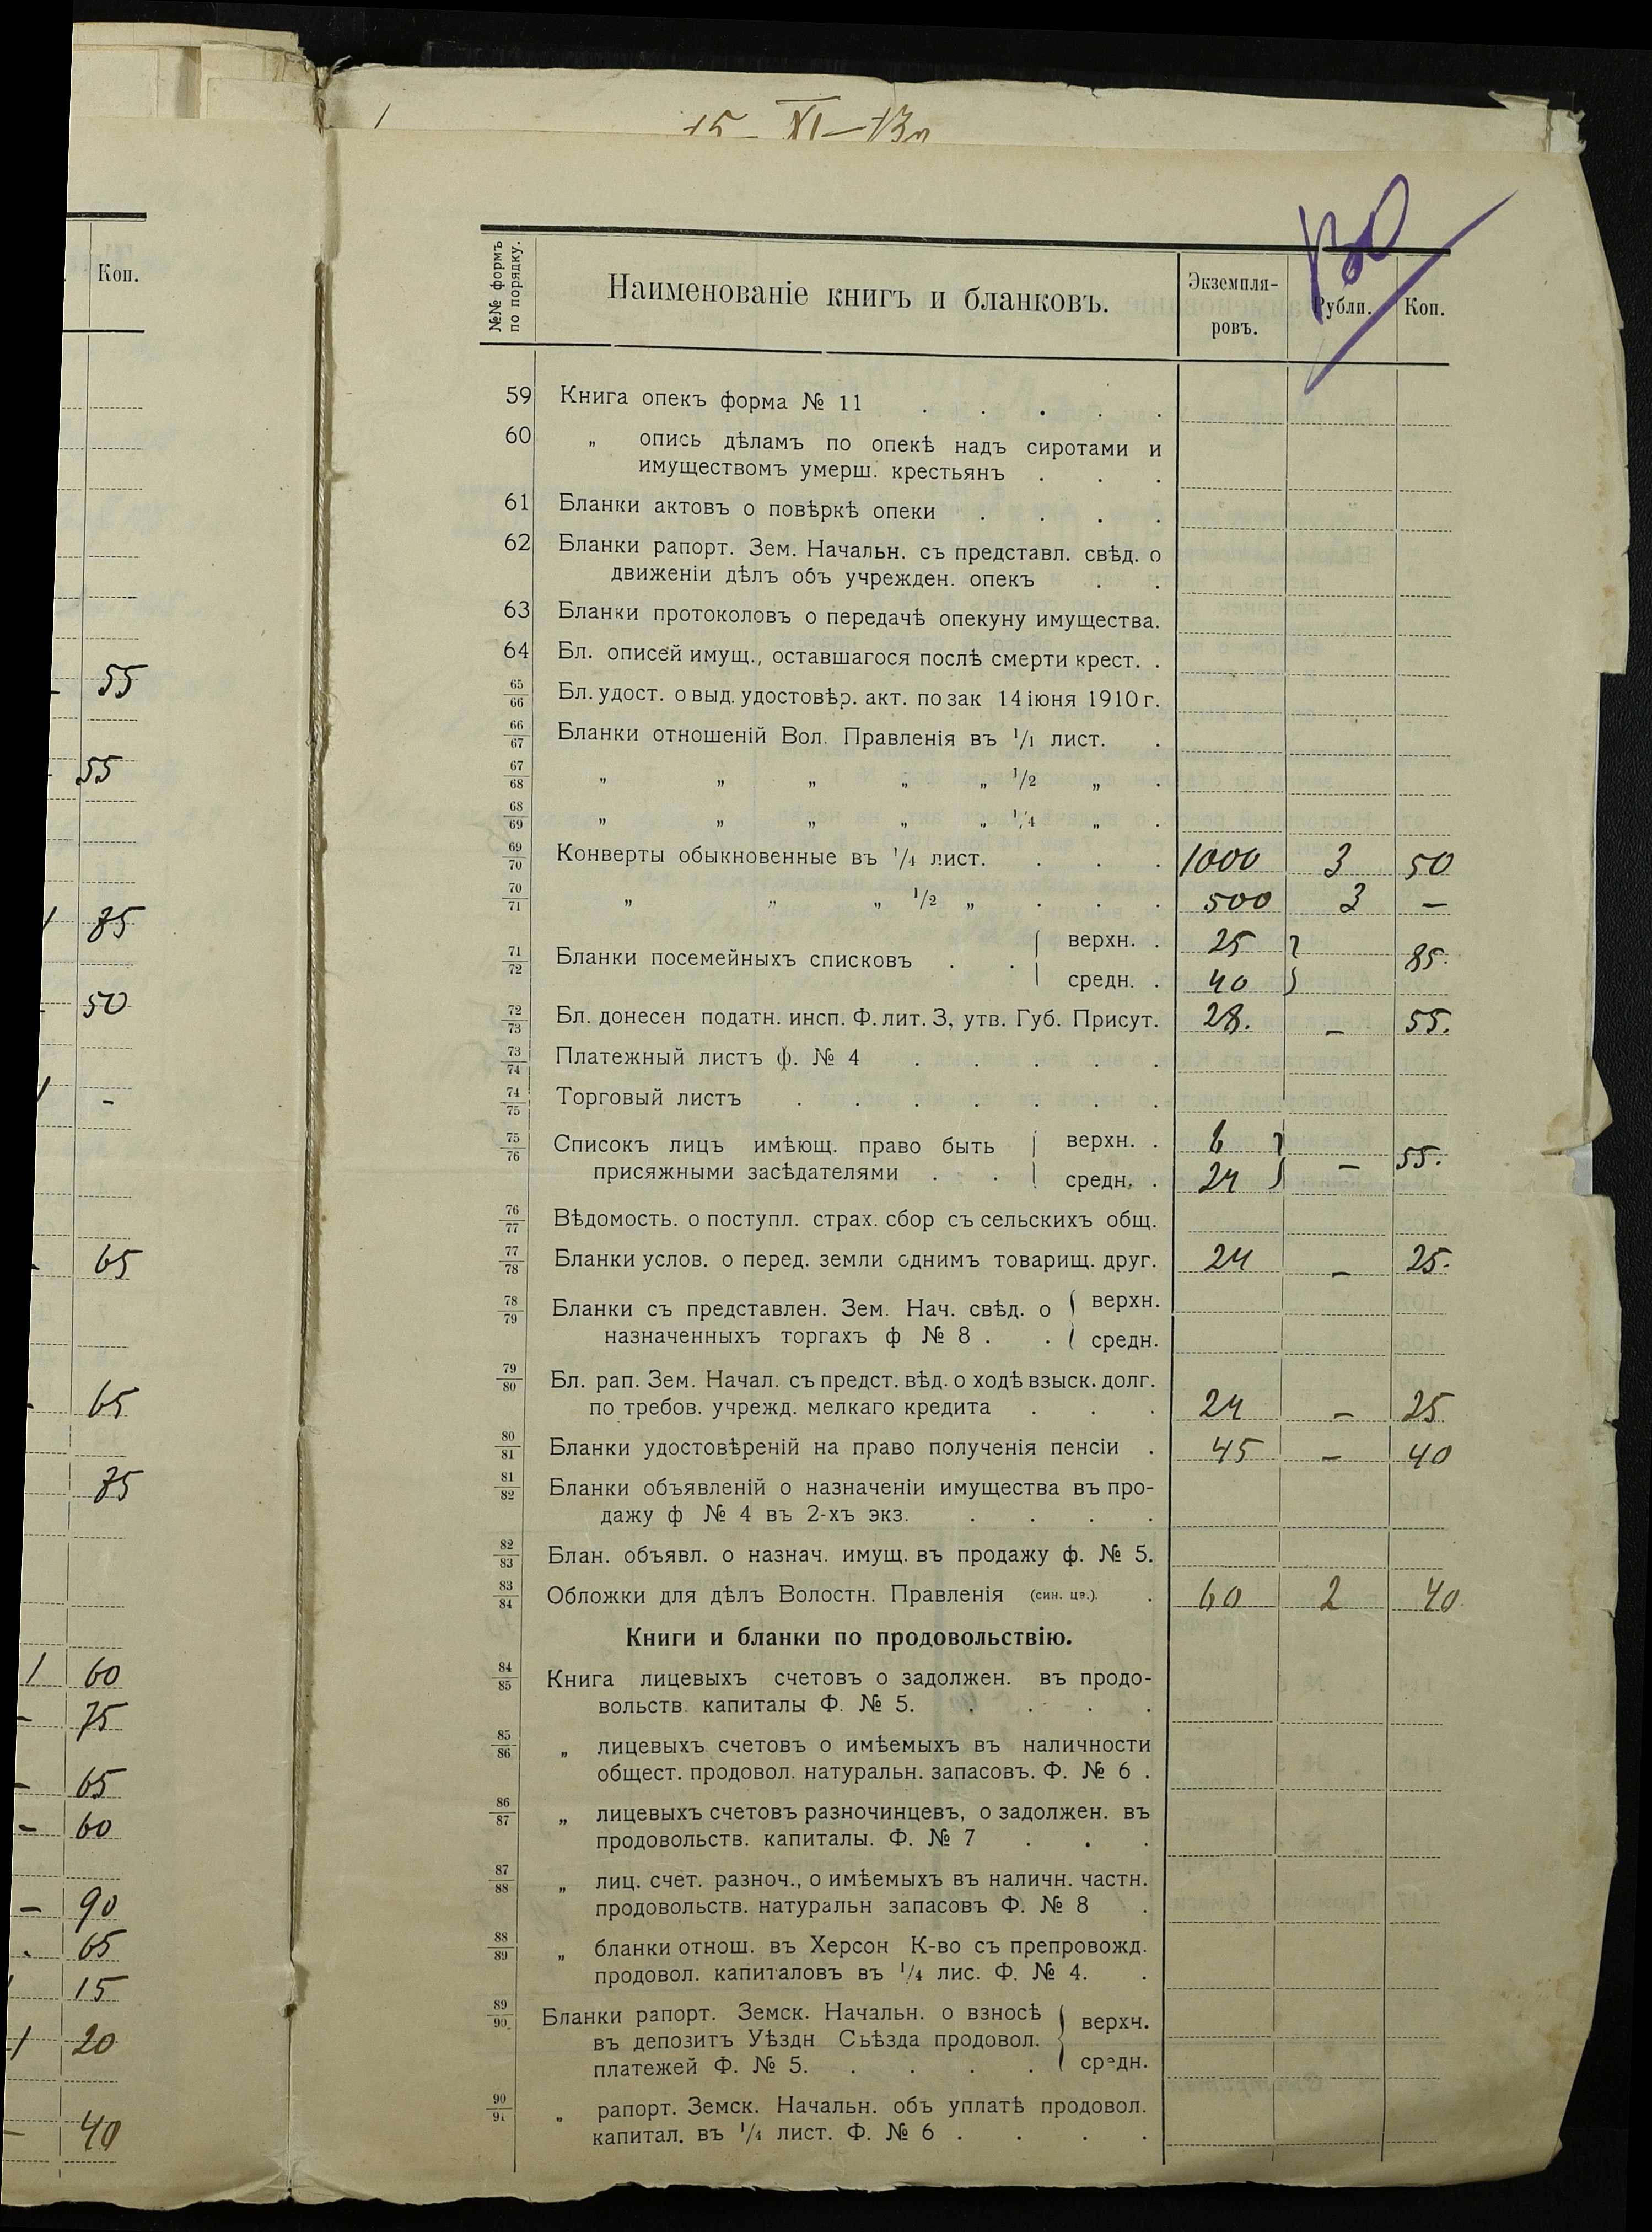 15 – XI – 13
130
Коп.
55
55
85
50
-
65
65
85
1 60
- 75
- 65
- 60
- 90
65
15
1 20
- 40
№№ формъ по порядку.
Наименованіе книгъ и бланковъ.
Экземпля-
ровъ.
Рубли.
Коп.
59 Книга опекъ форма № 11 . . . . .
60 „ опись дѣламъ по опекѣ надъ сиротами и
имуществомъ умерш. крестьянъ . . .
61 Бланки актовъ о повѣркѣ опеки . . . .
62 Бланки рапорт. Зем. Начальн. съ представл. свѣд. о
движеніи дѣлъ объ учрежден. опекъ . .
63 Бланки протоколовъ о передачѣ опекуну имущества.
64 Бл. описей имущ., оставшагося послѣ смерти крест. .
65/66 Бл. удост. о выд. удостовѣр. акт. по зак 14 іюня 1910 г.
66/67 Бланки отношеній Вол. Правленія въ 1/1 лист. .
67/68 „ „ „ „ „ 1/2 „ .
68/69 „ „ „ „ „ 1/4 „ .
69/70 Конверты обыкновенные въ 1/4 лист. . . . 1000 3 50
70/71 „ „ „ 1/2 „ . . . 500 3 –
верхн. . 25
71/72 Бланки посемейныхъ списковъ . . 85.
средн. . 40
72/73 Бл. донесен податн. инсп. Ф. лит. З, утв. Губ. Присут. 28. – 55.
73/74 Платежный листъ ф. № 4 . . . . .
74/75 Торговый листъ . . . . . . .
75/76 Списокъ лицъ имѣющ. право быть верхн. . 6
присяжными засѣдателями . . средн. . 24 – 55.
76/77 Вѣдомость. о поступл. страх. сбор съ сельскихъ общ.
77/78 Бланки услов. о перед. земли однимъ товарищ. друг. 24 – 25.
78/79 Бланки съ представлен. Зем. Нач. свѣд. о верхн.
назначенныхъ торгахъ ф № 8 . . средн.
79/80 Бл. рап. Зем. Начал. съ предст. вѣд. о ходѣ взыск. долг.
по требов. учрежд. мелкаго кредита . . . 24 – 25
80/81 Бланки удостовѣреній на право полученія пенсіи . 45 – 40
81/82 Бланки объявленій о назначеніи имущества въ про-
дажу ф № 4 въ 2-хъ экз. . . . .
82/83 Блан. объявл. о назнач. имущ. въ продажу ф. № 5.
83/84 Обложки для дѣлъ Волостн. Правленія (син. цв.). . 60 2 40
Книги и бланки по продовольствію.
84/85 Книга лицевыхъ счетовъ о задолжен. въ продо-
вольств. капиталы Ф. № 5. . . . .
85/86 „ лицевыхъ счетовъ о имѣемыхъ въ наличности
общест. продовол. натуральн. запасовъ. Ф. № 6 .
86/87 „ лицевыхъ счетовъ разночинцевъ, о задолжен. въ
продовольств. капиталы. Ф. № 7 . . .
87/88 „ лиц. счет. разноч., о имѣемыхъ въ наличн. частн.
продовольств. натуральн запасовъ Ф. № 8 .
88/89 „ бланки отнош. въ Херсон К-во съ препровожд.
продовол. капиталовъ въ 1/4 лис. Ф. № 4. .
89/90 Бланки рапорт. Земск. Начальн. о взносѣ верхн.
въ депозитъ Уѣздн Сьѣзда продовол.
платежей Ф. № 5. . . . . средн.
90/91 „ рапорт. Земск. Начальн. объ уплатѣ продовол.
капитал. въ 1/4 лист. Ф. № 6 . . . .